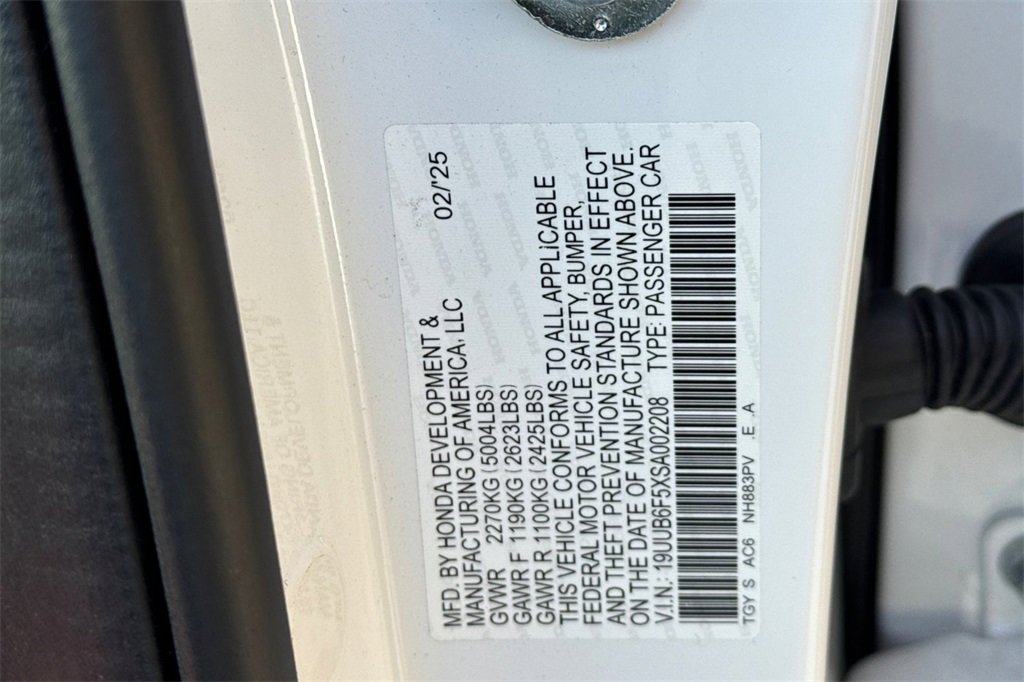 MFD. BY HONDA DEVELOPMENT & 02/'25
MANUFACTURING OF AMERICA, LLC
GVWR 2270KG(5004LBS)
GAWR F 1190KG(2623LBS)
GAWR R 1100KG(2425LBS)
THIS VEHICLE CONFORMS TO ALL APPLICABLE
FEDERAL MOTOR VEHICLE SAFETY, BUMPER,
AND THEFT PREVENTION STANDARDS IN EFFECT
ON THE DATE OF MANUFACTURE SHOWN ABOVE.
V.I.N.: 19UUB6F5XSA002208 TYPE: PASSENGER CAR
TGY S AC6 NH883PV .E .A